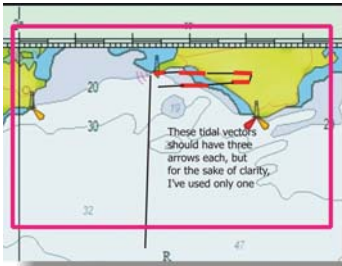 20
19
30
These tidal vectors
should have three
arrows each, but
for the sake of clarity,
I've used only one
32
47
R